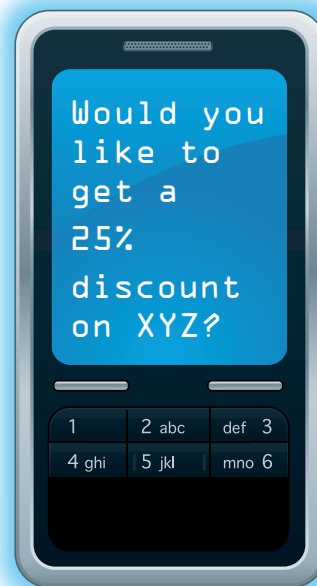 Would you
like to
get a
25%
discount
on XYZ?
1 2 abc def 3
4 ghi 5 jkl mno 6